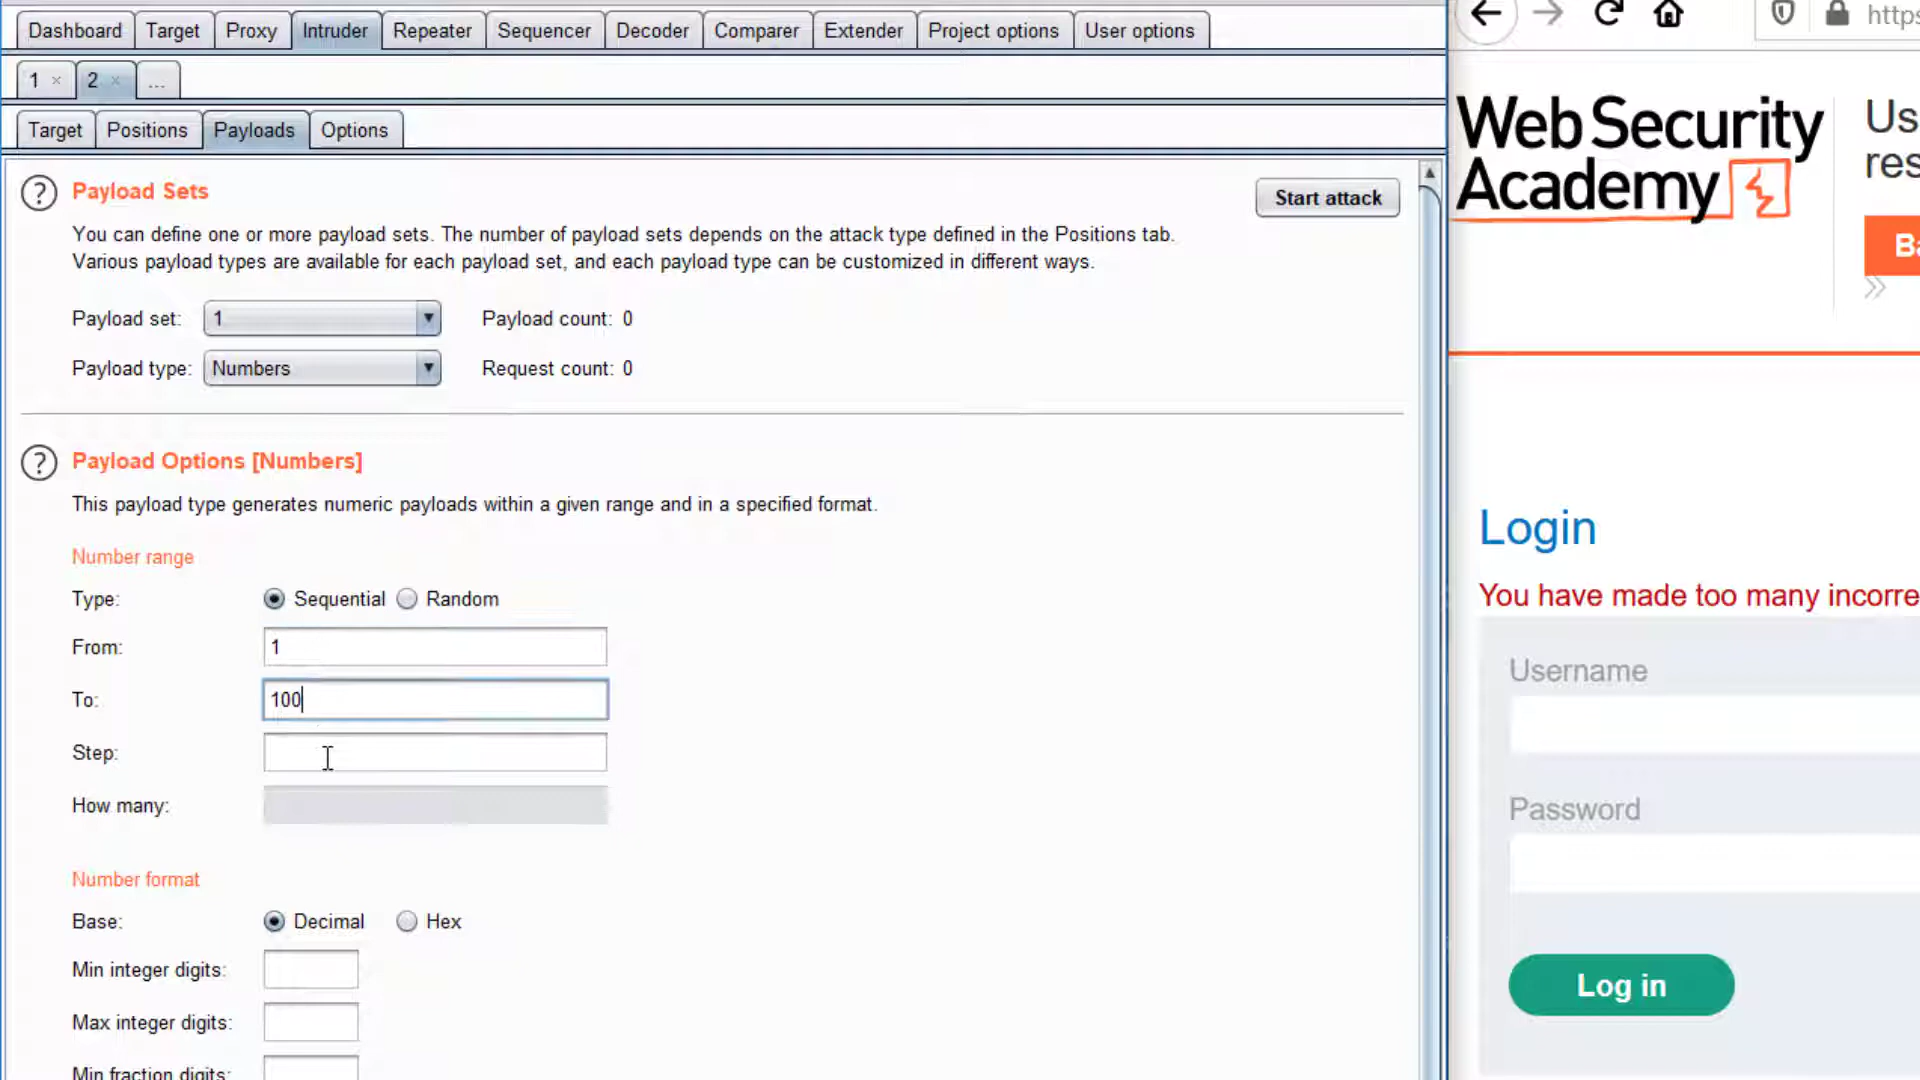 Dashboard Target Proxy Intruder Repeater Sequencer Decoder Comparer Extender Project options User options
1 × 2 × ...
Target Positions Payloads Options
? Payload Sets
Start attack
You can define one or more payload sets. The number of payload sets depends on the attack type defined in the Positions tab.
Various payload types are available for each payload set, and each payload type can be customized in different ways.
Payload set: 1 Payload count: 0
Payload type: Numbers Request count: 0
? Payload Options [Numbers]
This payload type generates numeric payloads within a given range and in a specified format.
Number range
Type: Sequential Random
From: 1
To: 100
Step:
How many:
Number format
Base: Decimal Hex
Min integer digits:
Max integer digits:
Min fraction digits:
https
Web Security
Academy
Us
res
Ba
Login
You have made too many incorre
Username
Password
Log in